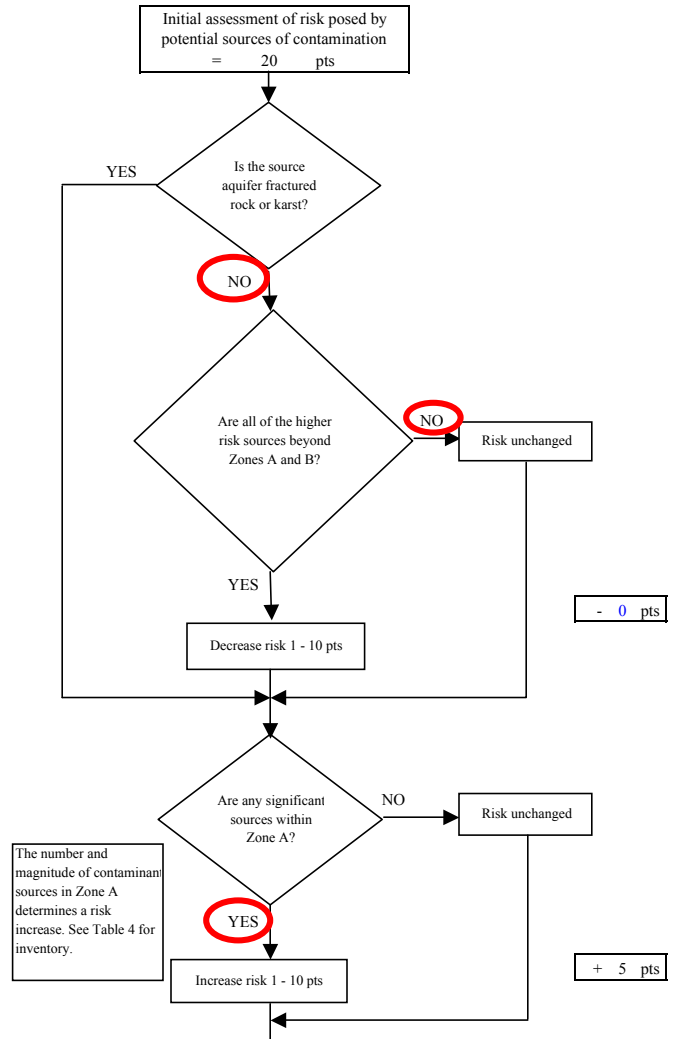 Initial assessment of risk posed by
potential sources of contamination
= 20 pts
YES
Is the source
aquifer fractured
rock or karst?
NO
Are all of the higher
risk sources beyond
Zones A and B?
NO
Risk unchanged
YES
- 0 pts
Decrease risk 1 - 10 pts
Are any significant
sources within
Zone A?
NO
Risk unchanged
The number and
magnitude of contaminant
sources in Zone A
determines a risk
increase. See Table 4 for
inventory.
YES
+ 5 pts
Increase risk 1 - 10 pts